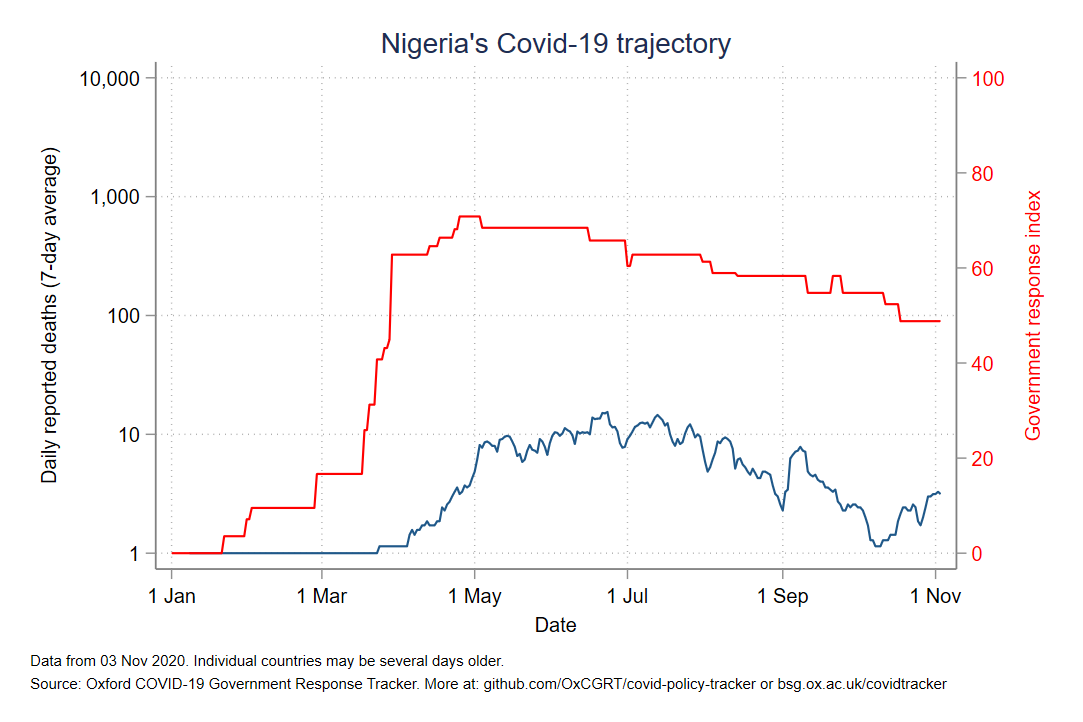 Nigeria's Covid-19 trajectory
Daily reported deaths (7-day average)
10,000
1,000
100
10
1
100
80
60
40
20
0
Government response index
1 Jan
1 Mar
1 May
1 Jul
1 Sep
1 Nov
Date
Data from 03 Nov 2020. Individual countries may be several days older.
Source: Oxford COVID-19 Government Response Tracker. More at: github.com/OxCGRT/covid-policy-tracker or bsg.ox.ac.uk/covidtracker